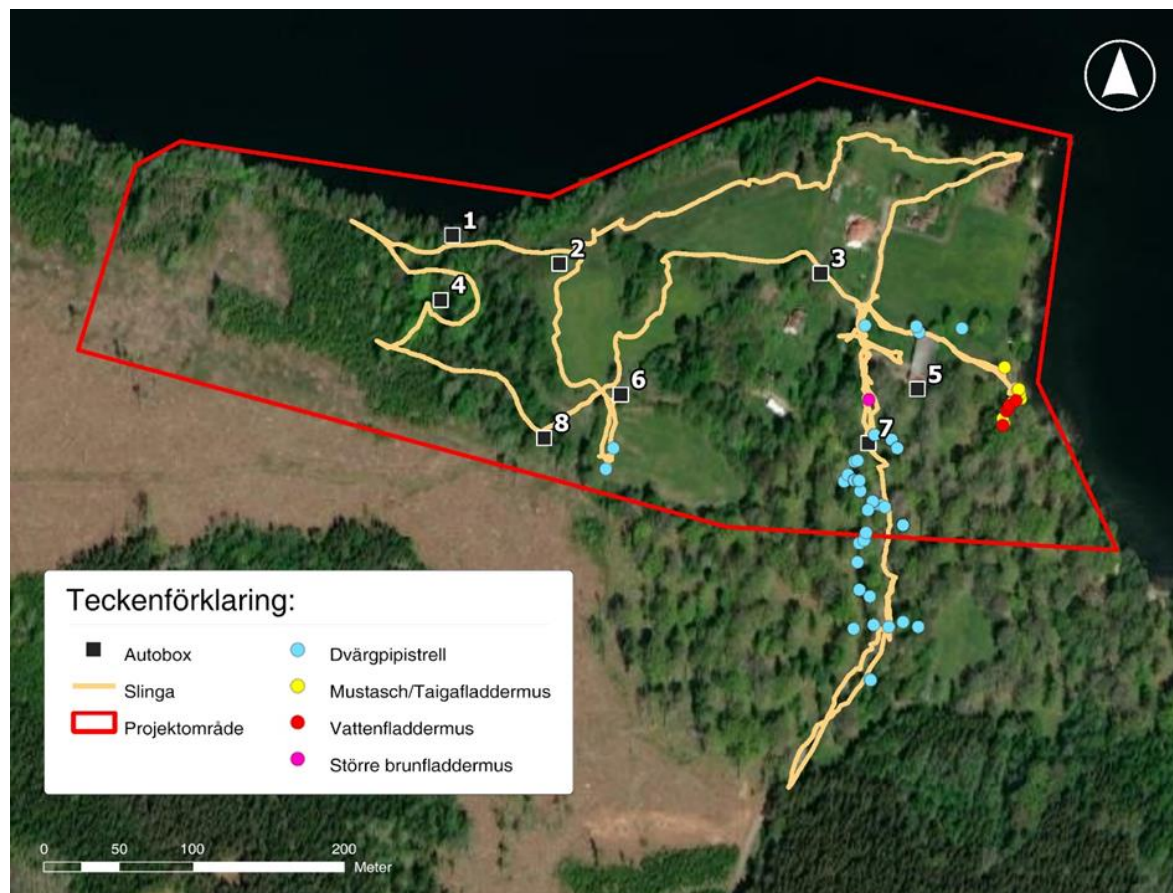 1
2
3
4
5
6
7
8
Teckenförklaring:
Autobox
Slinga
Projektområde
Dvärgpipistrell
Mustasch/Taigafladdermus
Vattenfladdermus
Större brunfladdermus
0 50 100 200
Meter